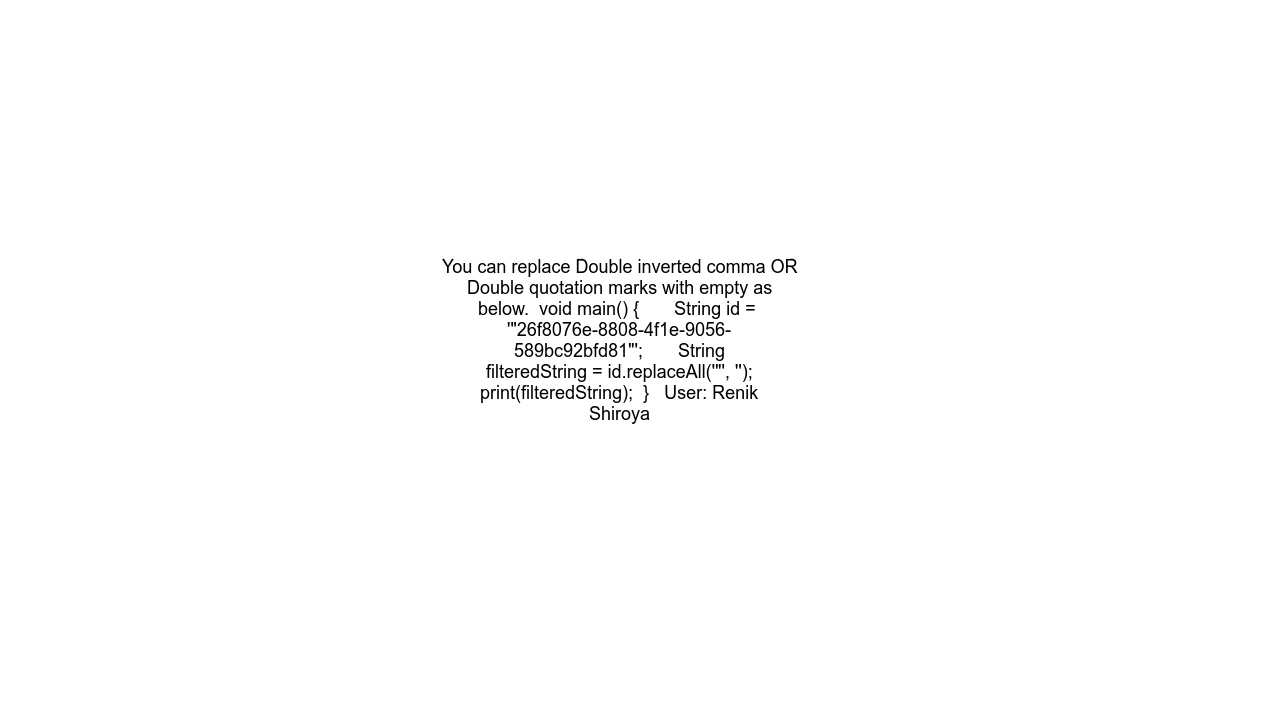 You can replace Double inverted comma OR
Double quotation marks with empty as
below.  void main() {       String id =
'"26f8076e-8808-4f1e-9056-
589bc92bfd81"';       String
filteredString = id.replaceAll('"', '');
print(filteredString);  }   User: Renik
Shiroya